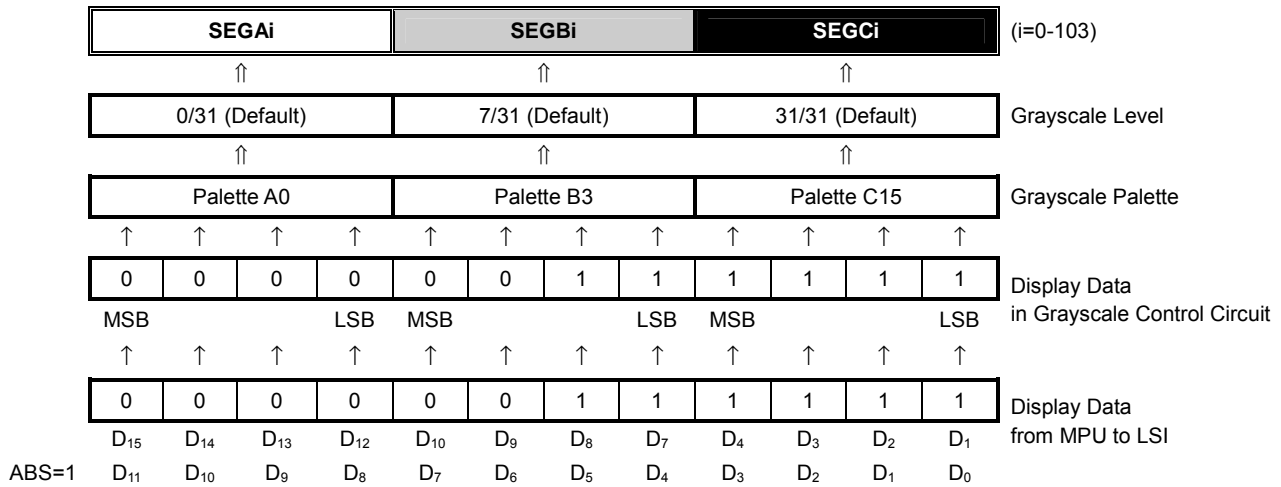 SEGAi SEGBi SEGCi (i=0-103)
⇑ ⇑ ⇑
0/31 (Default) 7/31 (Default) 31/31 (Default) Grayscale Level
⇑ ⇑ ⇑
Palette A0 Palette B3 Palette C15 Grayscale Palette
↑ ↑ ↑ ↑ ↑ ↑ ↑ ↑ ↑ ↑ ↑ ↑
0 0 0 0 0 0 1 1 1 1 1 1 Display Data
MSB LSB MSB LSB MSB LSB in Grayscale Control Circuit
↑ ↑ ↑ ↑ ↑ ↑ ↑ ↑ ↑ ↑ ↑ ↑
0 0 0 0 0 0 1 1 1 1 1 1 Display Data
D₁₅ D₁₄ D₁₃ D₁₂ D₁₀ D₉ D₈ D₇ D₄ D₃ D₂ D₁ from MPU to LSI
ABS=1 D₁₁ D₁₀ D₉ D₈ D₇ D₆ D₅ D₄ D₃ D₂ D₁ D₀